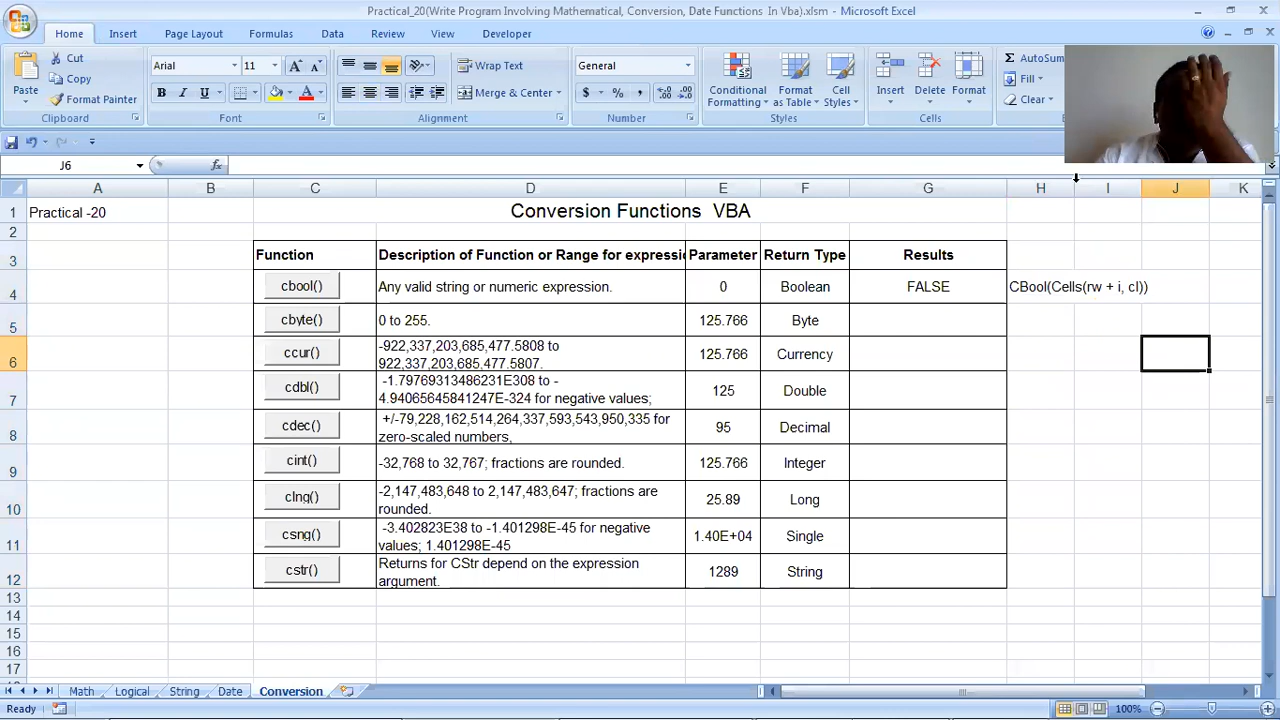 Practical_20(Write Program Involving Mathematical, Conversion, Date Functions In Vba).xlsm - Microsoft Excel
Home Insert Page Layout Formulas Data Review View Developer
Cut
Copy
Format Painter
Paste
Clipboard
Arial 11
B I U
Font
Wrap Text
Merge & Center
Alignment
General
$ % ,
Number
Conditional Formatting
Format as Table
Cell Styles
Styles
Insert Delete Format
Cells
AutoSum
Fill
Clear
J6
fx
A B C D E F G H I J K
1 Practical -20 Conversion Functions VBA
2
3 Function Description of Function or Range for expressio Parameter Return Type Results
4 cbool() Any valid string or numeric expression. 0 Boolean FALSE CBool(Cells(rw + i, cl))
5 cbyte() 0 to 255. 125.766 Byte
6 ccur() -922,337,203,685,477.5808 to
922,337,203,685,477.5807. 125.766 Currency
7 cdbl() -1.79769313486231E308 to -
4.94065645841247E-324 for negative values; 125 Double
8 cdec() +/-79,228,162,514,264,337,593,543,950,335 for
zero-scaled numbers, 95 Decimal
9 cint() -32,768 to 32,767; fractions are rounded. 125.766 Integer
10 clng() -2,147,483,648 to 2,147,483,647; fractions are
rounded. 25.89 Long
11 csng() -3.402823E38 to -1.401298E-45 for negative
values; 1.401298E-45 1.40E+04 Single
12 cstr() Returns for CStr depend on the expression
argument. 1289 String
13
14
15
16
17
Math Logical String Date Conversion
Ready 100%